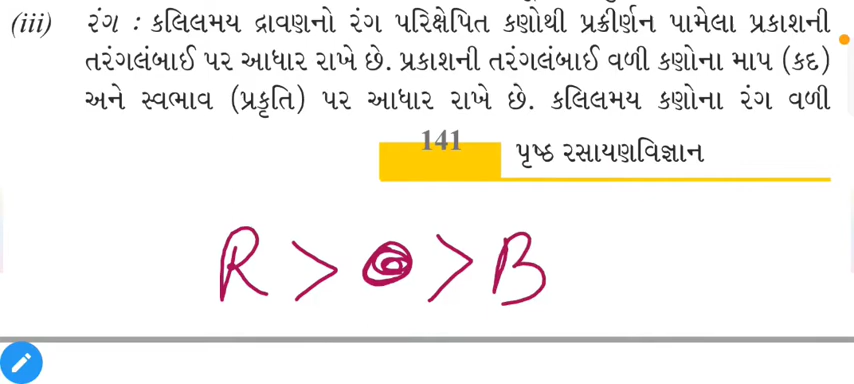 (iii) રંગ : કલિલમય દ્રાવણનો રંગ પરિક્ષેપિત કણોથી પ્રકીર્ણન પામેલા પ્રકાશની
તરંગલંબાઈ પર આધાર રાખે છે. પ્રકાશની તરંગલંબાઈ વળી કણોના માપ (કદ)
અને સ્વભાવ (પ્રકૃતિ) પર આધાર રાખે છે. કલિલમય કણોના રંગ વળી
141 પૃષ્ઠ રસાયણવિજ્ઞાન
R > > B